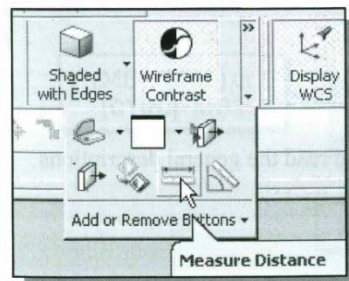 Shaded
with Edges
Wireframe
Contrast
»
Display
WCS
Add or Remove Buttons
Measure Distance